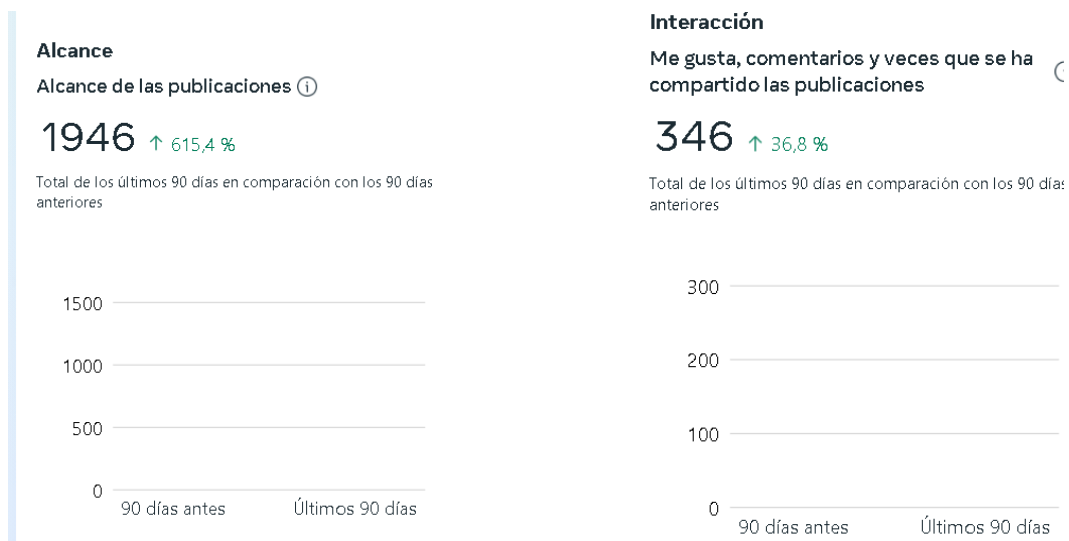 Alcance
Alcance de las publicaciones
1946 ↑ 615,4 %
Total de los últimos 90 días en comparación con los 90 días
anteriores
1500
1000
500
0
90 días antes Últimos 90 días
Interacción
Me gusta, comentarios y veces que se ha
compartido las publicaciones
346 ↑ 36,8 %
Total de los últimos 90 días en comparación con los 90 días
anteriores
300
200
100
0
90 días antes Últimos 90 días